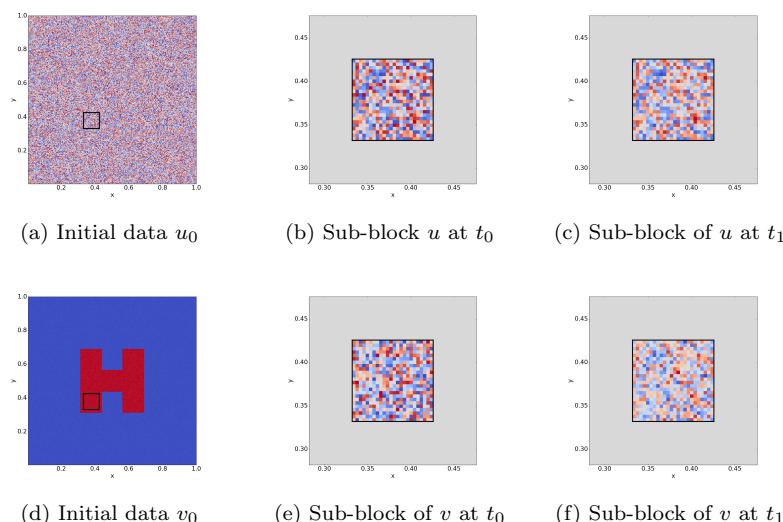 1.0
0.8
0.6
0.4
0.2
y
0.2 0.4 0.6 0.8 1.0
x
(a) Initial data u0
0.45
0.40
0.35
0.30
y
0.30 0.35 0.40 0.45
x
(b) Sub-block u at t0
0.45
0.40
0.35
0.30
y
0.30 0.35 0.40 0.45
x
(c) Sub-block of u at t1
1.0
0.8
0.6
0.4
0.2
y
0.2 0.4 0.6 0.8 1.0
x
(d) Initial data v0
0.45
0.40
0.35
0.30
y
0.30 0.35 0.40 0.45
x
(e) Sub-block of v at t0
0.45
0.40
0.35
0.30
y
0.30 0.35 0.40 0.45
x
(f) Sub-block of v at t1